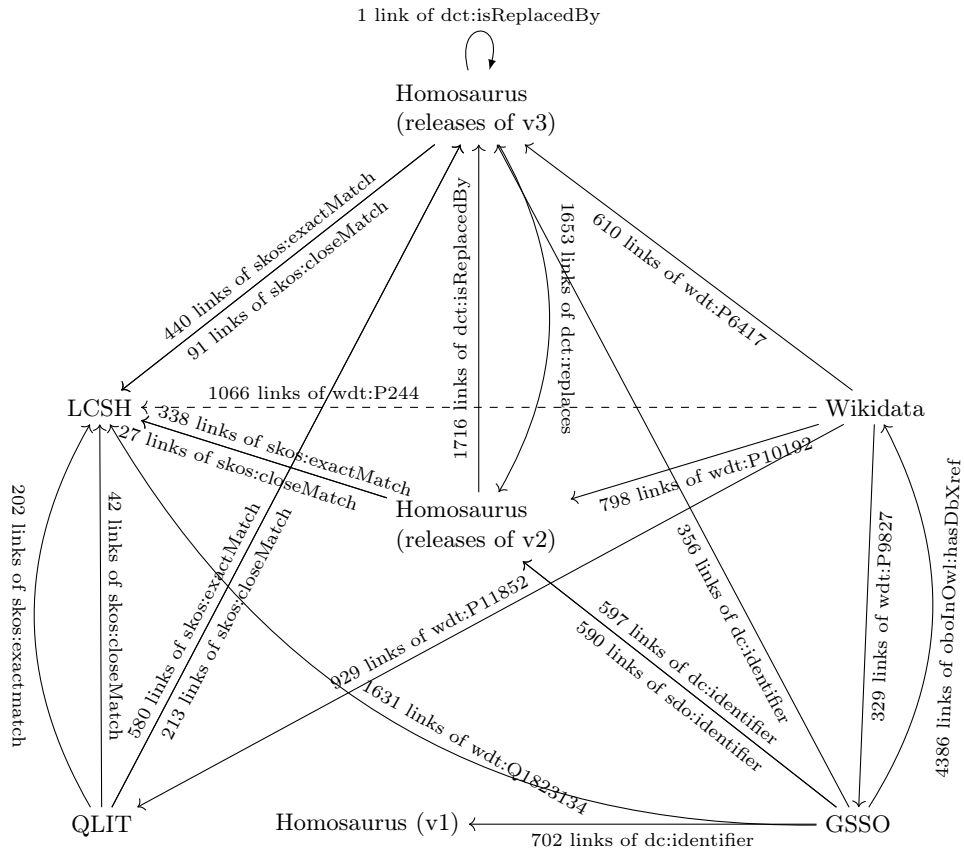 1 link of dct:isReplacedBy
Homosaurus
(releases of v3)
440 links of skos:exactMatch
91 links of skos:closeMatch
1716 links of dct:isReplacedBy
1653 links of dct:replaces
610 links of wdt:P6417
LCSH
1066 links of wdt:P244
Wikidata
338 links of skos:exactMatch
27 links of skos:closeMatch
798 links of wdt:P10192
Homosaurus
(releases of v2)
202 links of skos:exactmatch
42 links of skos:closeMatch
580 links of skos:exactMatch
213 links of skos:closeMatch
929 links of wdt:P11852
356 links of dc:identifier
597 links of dc:identifier
590 links of sdo:identifier
329 links of wdt:P9827
4386 links of oboInOwl:hasDbXref
1631 links of wdt:Q1823134
QLIT
Homosaurus (v1)
GSSO
702 links of dc:identifier